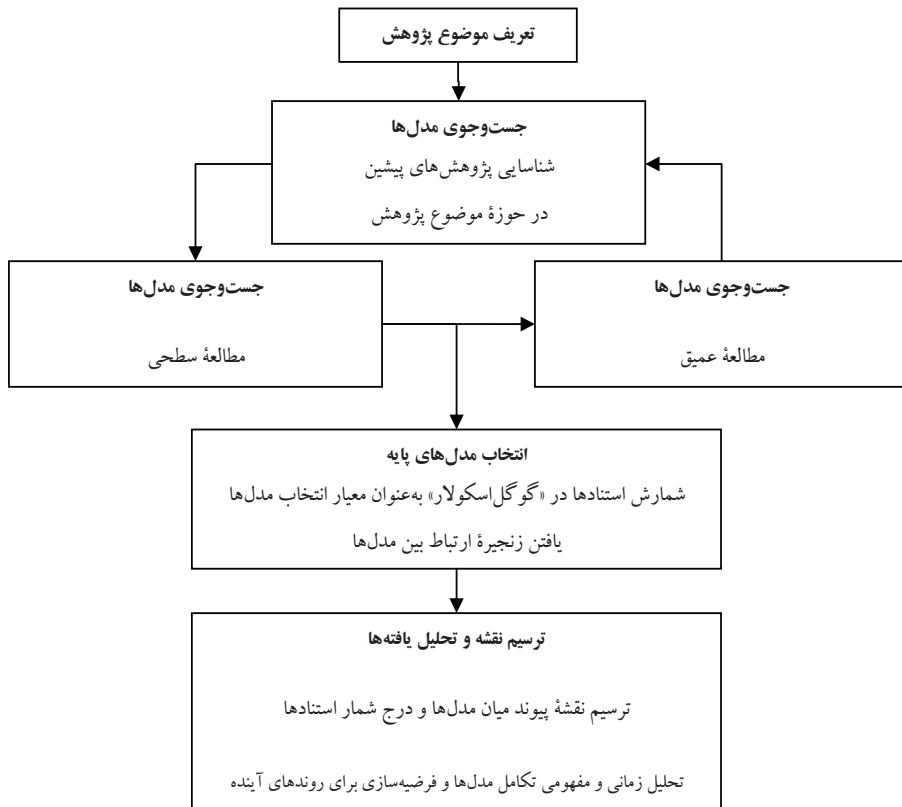 تعریف موضوع پژوهش
جست‌وجوی مدل‌ها
شناسایی پژوهش‌های پیشین
در حوزهٔ موضوع پژوهش
جست‌وجوی مدل‌ها
مطالعهٔ عمیق
جست‌وجوی مدل‌ها
مطالعهٔ سطحی
انتخاب مدل‌های پایه
شمارش استنادها در «گوگل‌اسکولار» به‌عنوان معیار انتخاب مدل‌ها
یافتن زنجیرهٔ ارتباط بین مدل‌ها
ترسیم نقشه و تحلیل یافته‌ها
ترسیم نقشهٔ پیوند میان مدل‌ها و درج شمار استنادها
تحلیل زمانی و مفهومی تکامل مدل‌ها و فرضیه‌سازی برای روندهای آینده